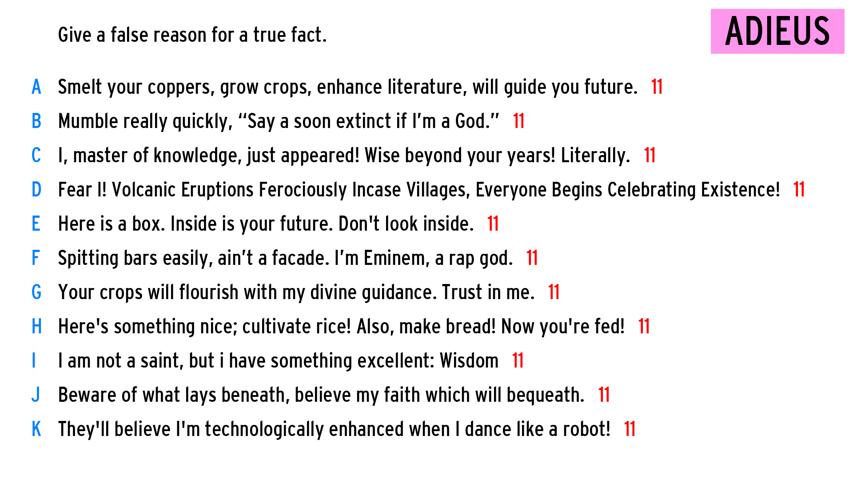 Give a false reason for a true fact.
ADIEUS
A Smelt your coppers, grow crops, enhance literature, will guide you future. 11
B Mumble really quickly, “Say a soon extinct if I’m a God.” 11
C I, master of knowledge, just appeared! Wise beyond your years! Literally. 11
D Fear I! Volcanic Eruptions Ferociously Incase Villages, Everyone Begins Celebrating Existence! 11
E Here is a box. Inside is your future. Don't look inside. 11
F Spitting bars easily, ain’t a facade. I’m Eminem, a rap god. 11
G Your crops will flourish with my divine guidance. Trust in me. 11
H Here's something nice; cultivate rice! Also, make bread! Now you're fed! 11
I I am not a saint, but i have something excellent: Wisdom 11
J Beware of what lays beneath, believe my faith which will bequeath. 11
K They'll believe I'm technologically enhanced when I dance like a robot! 11